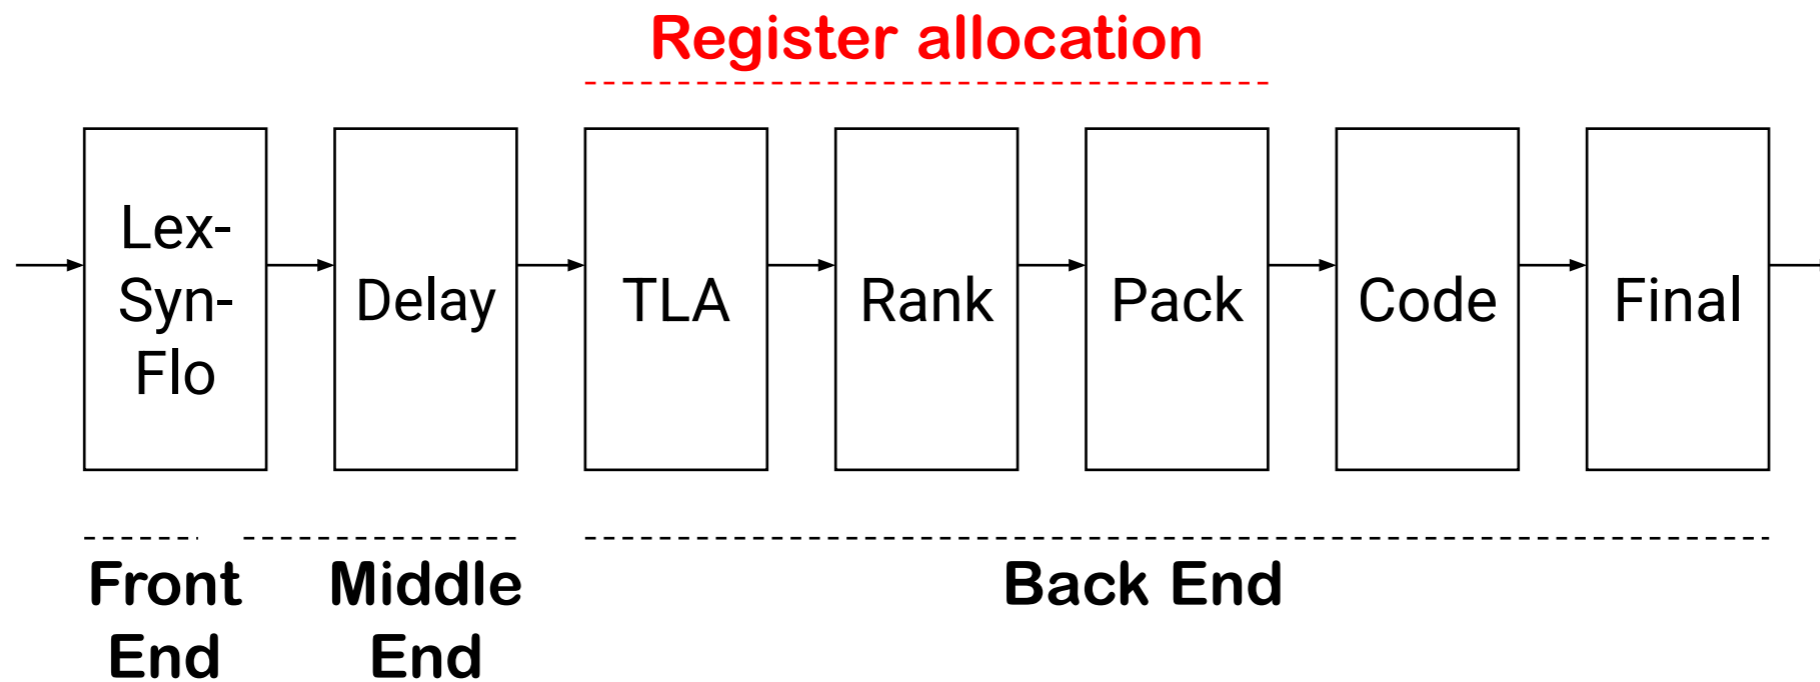 Register allocation
Lex-
Syn-
Flo
Delay
TLA
Rank
Pack
Code
Final
Front
End
Middle
End
Back End